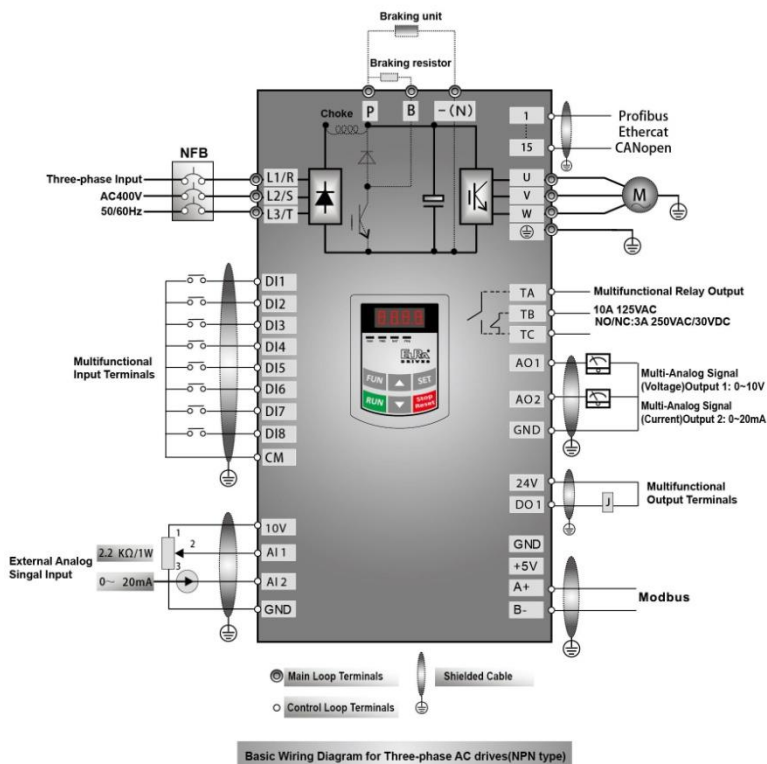 Braking unit
Braking resistor
P
B
-(N)
Choke
1
15
Profibus
Ethercat
CANopen
NFB
Three-phase Input
AC400V
50/60Hz
L1/R
L2/S
L3/T
U
V
W
M
DI1
DI2
DI3
DI4
DI5
DI6
DI7
DI8
CM
Multifunctional
Input Terminals
8.8.8.8.
FUN
SET
RUN
Stop
Reset
TA
TB
TC
Multifunctional Relay Output
10A 125VAC
NO/NC:3A 250VAC/30VDC
AO1
AO2
GND
Multi-Analog Signal
(Voltage)Output 1: 0~10V
Multi-Analog Signal
(Current)Output 2: 0~20mA
24V
DO1
J
Multifunctional
Output Terminals
10V
AI1
AI2
GND
1
2
3
2.2 KΩ/1W
0~ 20mA
External Analog
Singal Input
GND
+5V
A+
B-
Modbus
Main Loop Terminals
Control Loop Terminals
Shielded Cable
Basic Wiring Diagram for Three-phase AC drives(NPN type)